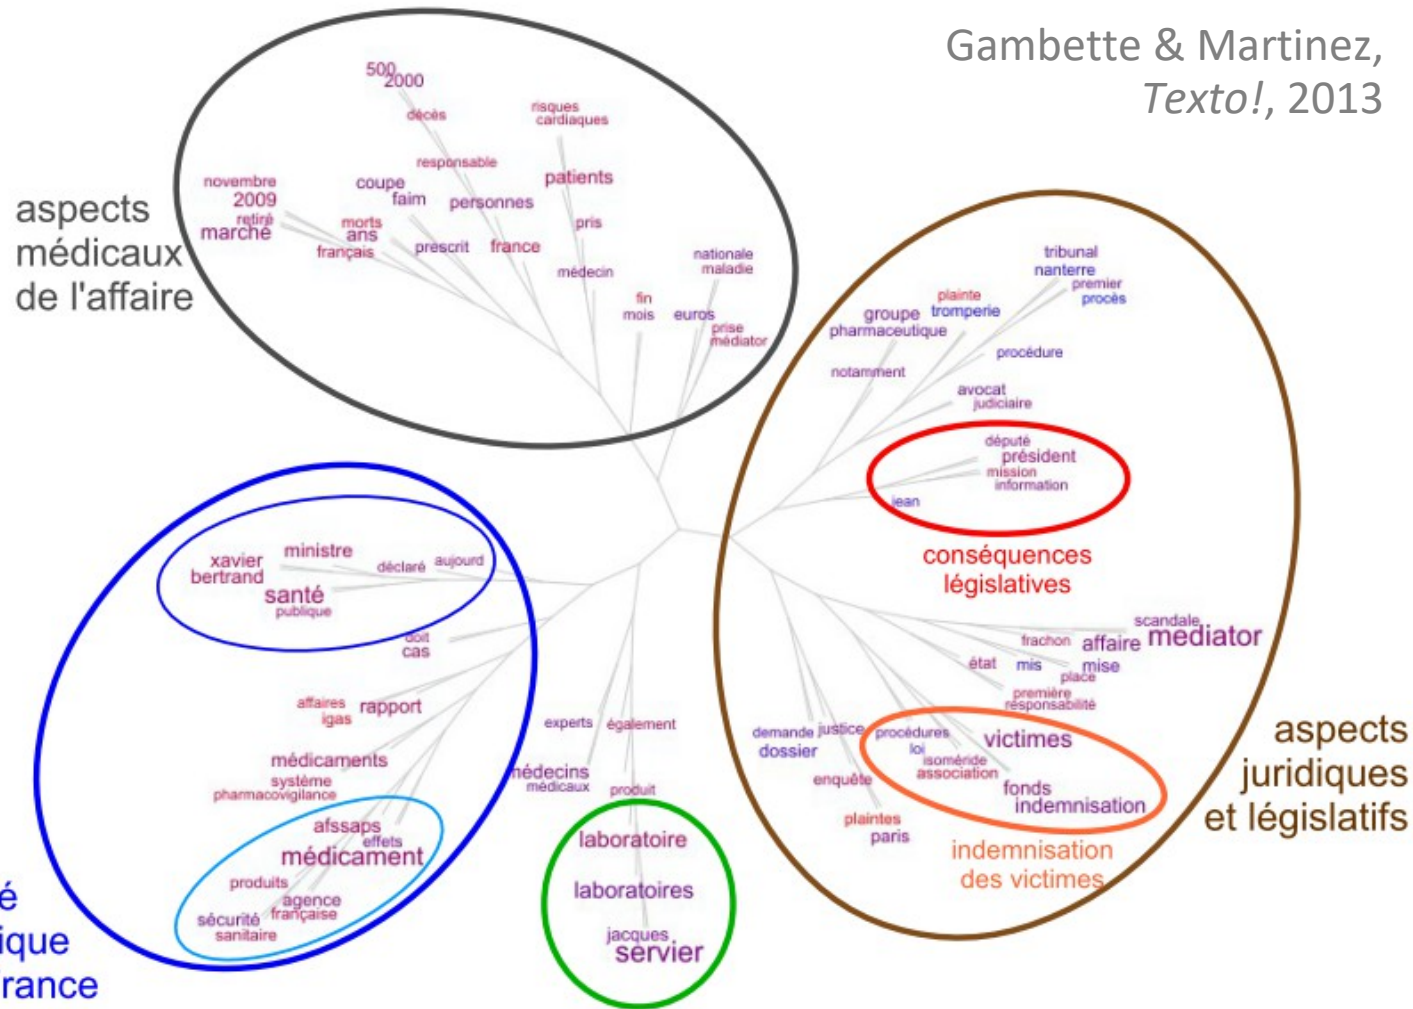 Gambette & Martinez,
Texto!, 2013
500
2000
décès
risques
cardiaques
responsable
patients
novembre
2009
retiré
marché
coupe
faim
personnes
morts
ans
français
prescrit
france
pris
médecin
nationale
maladie
fin
mois
euros
prise
médiator
aspects
médicaux
de l'affaire
tribunal
nanterre
premier
procès
plainte
tromperie
groupe
pharmaceutique
procédure
notamment
avocat
judiciaire
député
président
mission
information
jean
conséquences
législatives
xavier
bertrand
ministre
déclaré
aujourd
santé
publique
doit
cas
affaires
igas
rapport
médicaments
système
pharmacovigilance
afssaps
effets
médicament
produits
agence
française
sécurité
sanitaire
é
ique
rance
experts
également
médecins
médicaux
produit
laboratoire
laboratoires
jacques
servier
scandale
frachon
affaire
mediator
état
mis
mise
place
première
responsabilité
demande
justice
dossier
procédures
loi
isoméride
association
victimes
enquête
fonds
indemnisation
plaintes
paris
indemnisation
des victimes
aspects
juridiques
et législatifs